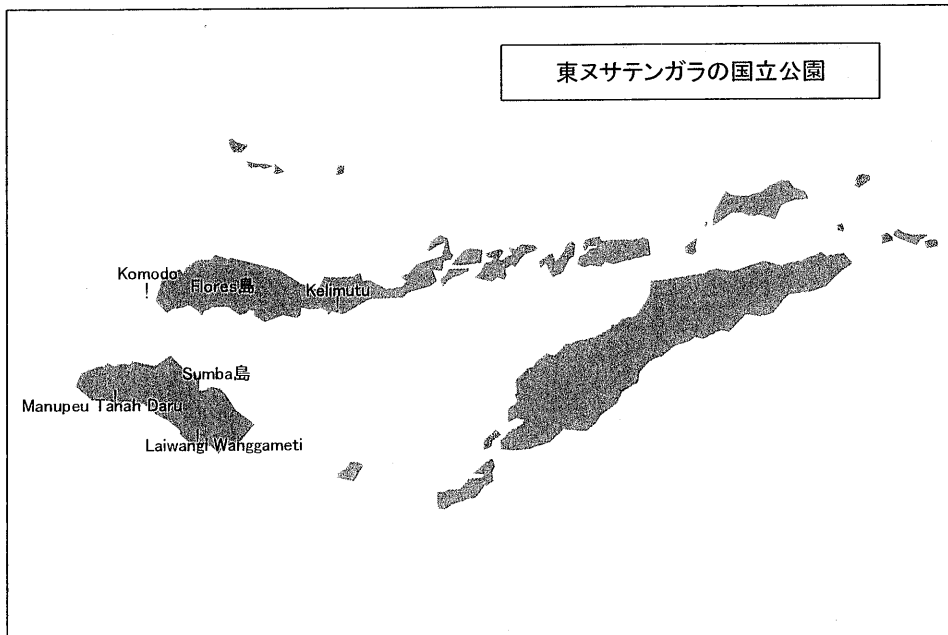 東ヌサテンガラの国立公園
Komodo
Flores島
Kelimutu
Sumba島
Manupeu Tanah Daru
Laiwangi Wanggameti